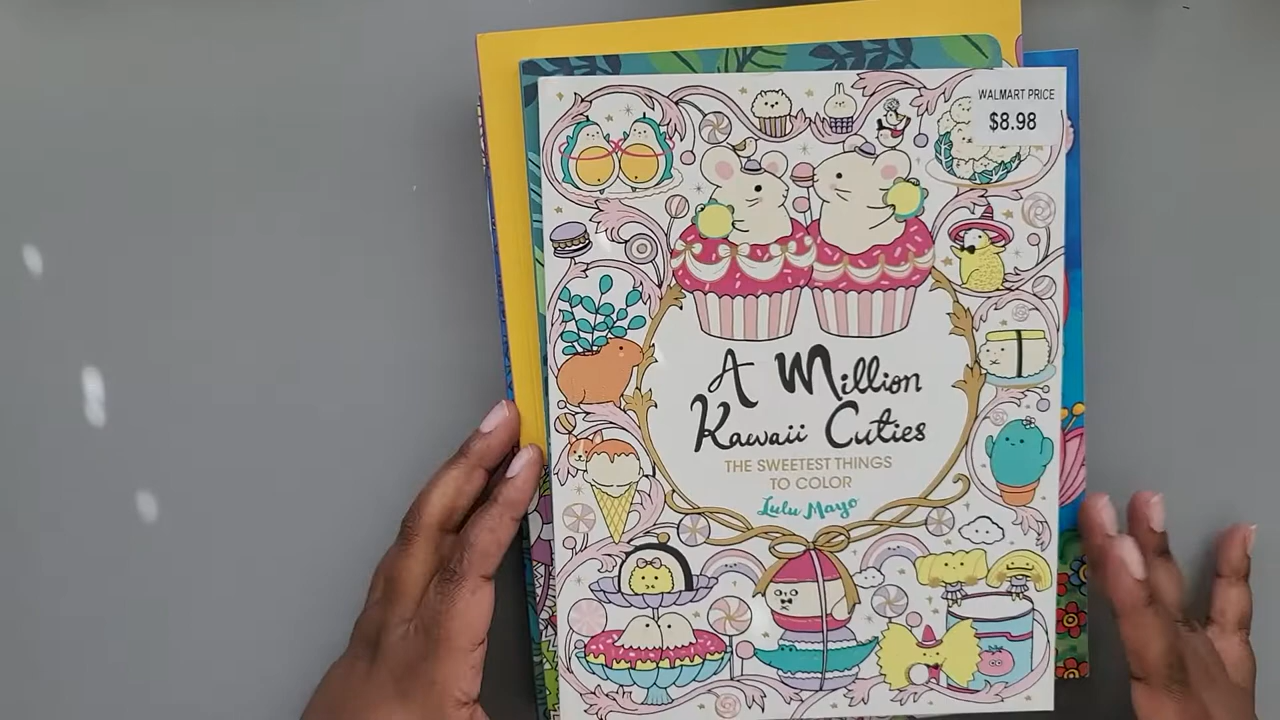 WALMART PRICE
$8.98
A Million
Kawaii Cuties
THE SWEETEST THINGS
TO COLOR
Lulu Mayo